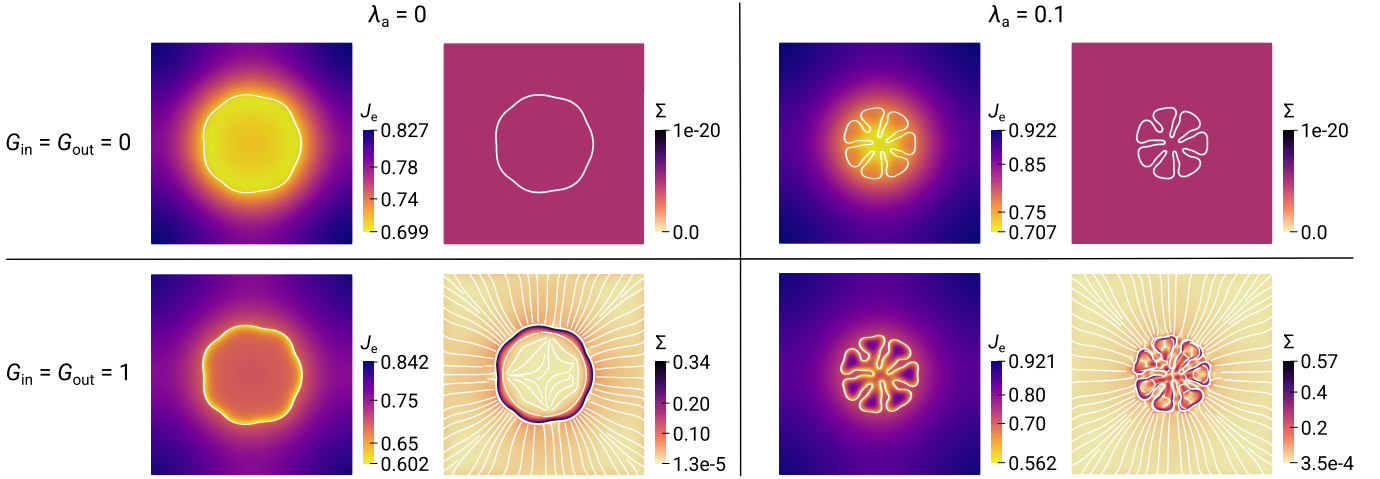 λa = 0
λa = 0.1
Gin = Gout = 0
Je
0.827
0.78
0.74
0.699
Σ
1e-20
0.0
Je
0.922
0.85
0.75
0.707
Σ
1e-20
0.0
Gin = Gout = 1
Je
0.842
0.75
0.65
0.602
Σ
0.34
0.20
0.10
1.3e-5
Je
0.921
0.80
0.70
0.562
Σ
0.57
0.4
0.2
3.5e-4